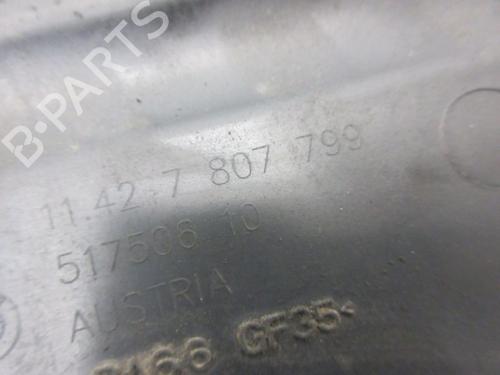 B-PARTS
11.42 7 807 799
517506 10
AUSTRIA
GF35<